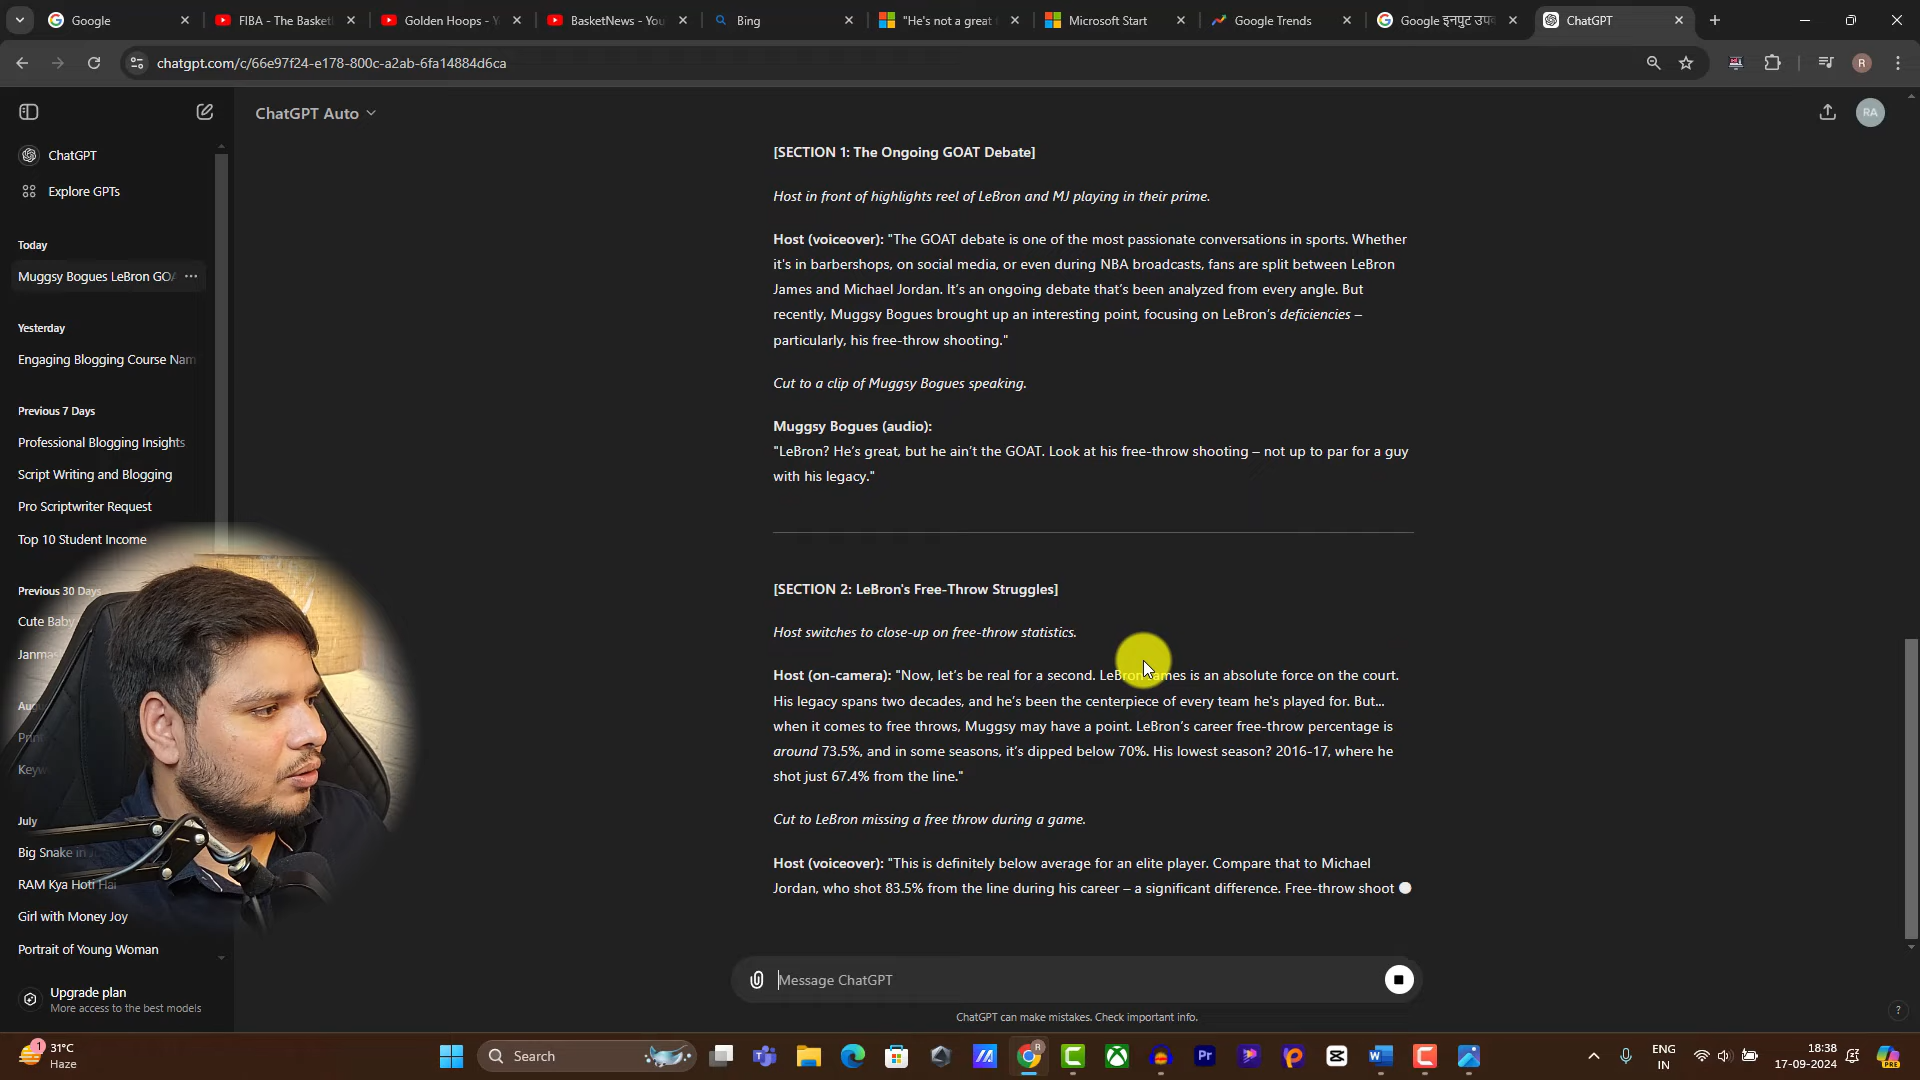 Google
FIBA - The Basket
Golden Hoops - Y
BasketNews - You
Bing
"He's not a great
Microsoft Start
Google Trends
Google इनपुट उप
ChatGPT
chatgpt.com/c/66e97f24-e178-800c-a2ab-6fa14884d6ca
R
ChatGPT Auto
RA
ChatGPT
Explore GPTs
Today
Muggsy Bogues LeBron GOA
Yesterday
Engaging Blogging Course Nam
Previous 7 Days
Professional Blogging Insights
Script Writing and Blogging
Pro Scriptwriter Request
Top 10 Student Income
Previous 30 Days
Cute Baby
Janmas
Aug
Print
Keyw
July
Big Snake in
RAM Kya Hoti Hai
Girl with Money Joy
Portrait of Young Woman
Upgrade plan
More access to the best models
[SECTION 1: The Ongoing GOAT Debate]
Host in front of highlights reel of LeBron and MJ playing in their prime.
Host (voiceover): "The GOAT debate is one of the most passionate conversations in sports. Whether
it's in barbershops, on social media, or even during NBA broadcasts, fans are split between LeBron
James and Michael Jordan. It's an ongoing debate that's been analyzed from every angle. But
recently, Muggsy Bogues brought up an interesting point, focusing on LeBron's deficiencies –
particularly, his free-throw shooting."
Cut to a clip of Muggsy Bogues speaking.
Muggsy Bogues (audio):
"LeBron? He's great, but he ain't the GOAT. Look at his free-throw shooting – not up to par for a guy
with his legacy."
[SECTION 2: LeBron's Free-Throw Struggles]
Host switches to close-up on free-throw statistics.
Host (on-camera): "Now, let's be real for a second. LeBron James is an absolute force on the court.
His legacy spans two decades, and he's been the centerpiece of every team he's played for. But...
when it comes to free throws, Muggsy may have a point. LeBron's career free-throw percentage is
around 73.5%, and in some seasons, it's dipped below 70%. His lowest season? 2016-17, where he
shot just 67.4% from the line."
Cut to LeBron missing a free throw during a game.
Host (voiceover): "This is definitely below average for an elite player. Compare that to Michael
Jordan, who shot 83.5% from the line during his career – a significant difference. Free-throw shoot
Message ChatGPT
ChatGPT can make mistakes. Check important info.
?
1
31°C
Haze
Search
R
Pr
ENG
IN
18:38
17-09-2024
PRE